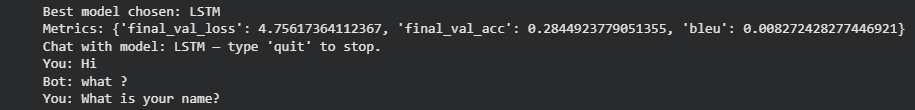 Best model chosen: LSTM
Metrics: {'final_val_loss': 4.75617364112367, 'final_val_acc': 0.2844923779051355, 'bleu': 0.008272428277446921}
Chat with model: LSTM — type 'quit' to stop.
You: Hi
Bot: what ?
You: What is your name?